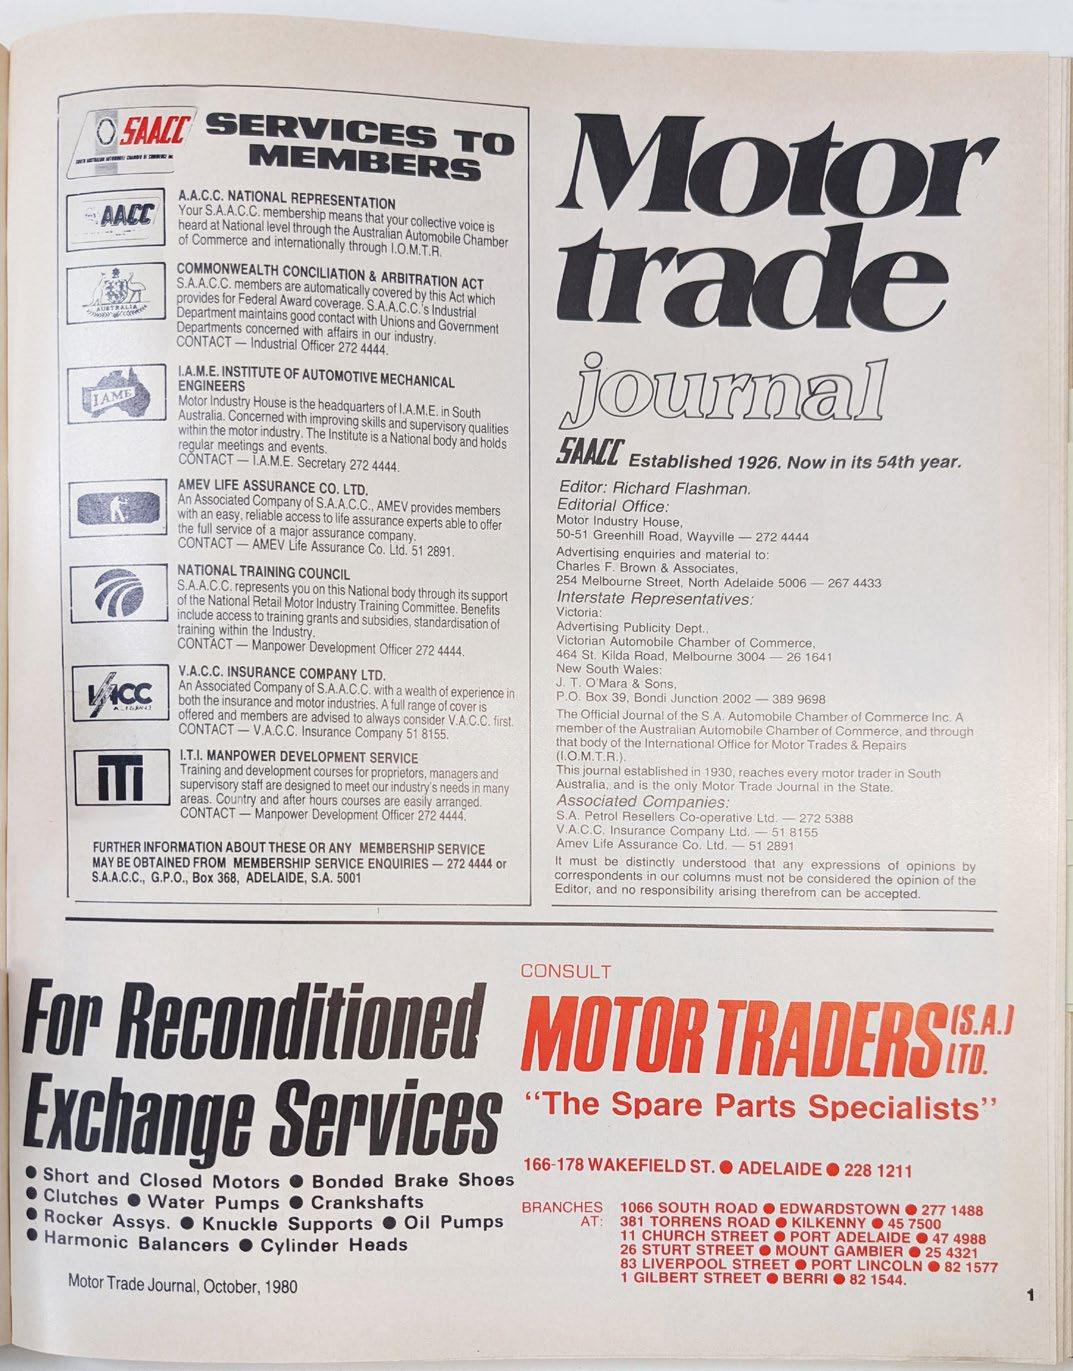 SAACC
SOUTH AUSTRALIAN AUTOMOBILE CHAMBER OF COMMERCE INC.
SERVICES TO
MEMBERS
AACC
A.A.C.C. NATIONAL REPRESENTATION
Your S.A.A.C.C. membership means that your collective voice is
heard at National level through the Australian Automobile Chamber
of Commerce and internationally through I.O.M.T.R.
AUSTRALIA
COMMONWEALTH CONCILIATION & ARBITRATION ACT
S.A.A.C.C. members are automatically covered by this Act which
provides for Federal Award coverage. S.A.A.C.C.'s Industrial
Department maintains good contact with Unions and Government
Departments concerned with affairs in our industry.
CONTACT — Industrial Officer 272 4444.
I.A.M.E.
I.A.M.E. INSTITUTE OF AUTOMOTIVE MECHANICAL
ENGINEERS
Motor Industry House is the headquarters of I.A.M.E. in South
Australia. Concerned with improving skills and supervisory qualities
within the motor industry. The Institute is a National body and holds
regular meetings and events.
CONTACT — I.A.M.E. Secretary 272 4444.
AMEV LIFE ASSURANCE CO. LTD.
An Associated Company of S.A.A.C.C., AMEV provides members
with an easy, reliable access to life assurance experts able to offer
the full service of a major assurance company.
CONTACT — AMEV Life Assurance Co. Ltd. 51 2891.
NATIONAL TRAINING COUNCIL
S.A.A.C.C. represents you on this National body through its support
of the National Retail Motor Industry Training Committee. Benefits
include access to training grants and subsidies, standardisation of
training within the Industry.
CONTACT — Manpower Development Officer 272 4444.
VACC
V.A.C.C. INSURANCE COMPANY LTD.
An Associated Company of S.A.A.C.C. with a wealth of experience in
both the insurance and motor industries. A full range of cover is
offered and members are advised to always consider V.A.C.C. first.
CONTACT — V.A.C.C. Insurance Company 51 8155.
ITI
I.T.I. MANPOWER DEVELOPMENT SERVICE
Training and development courses for proprietors, managers and
supervisory staff are designed to meet our industry's needs in many
areas. Country and after hours courses are easily arranged.
CONTACT — Manpower Development Officer 272 4444.
FURTHER INFORMATION ABOUT THESE OR ANY MEMBERSHIP SERVICE
MAY BE OBTAINED FROM MEMBERSHIP SERVICE ENQUIRIES — 272 4444 or
S.A.A.C.C., G.P.O., Box 368, ADELAIDE, S.A. 5001
Motor
trade
journal
SAACC Established 1926. Now in its 54th year.
Editor: Richard Flashman.
Editorial Office:
Motor Industry House,
50-51 Greenhill Road, Wayville — 272 4444
Advertising enquiries and material to:
Charles F. Brown & Associates,
254 Melbourne Street, North Adelaide 5006 — 267 4433
Interstate Representatives:
Victoria:
Advertising Publicity Dept.,
Victorian Automobile Chamber of Commerce,
464 St. Kilda Road, Melbourne 3004 — 26 1641
New South Wales:
J. T. O'Mara & Sons,
P.O. Box 39, Bondi Junction 2002 — 389 9698
The Official Journal of the S.A. Automobile Chamber of Commerce Inc. A
member of the Australian Automobile Chamber of Commerce, and through
that body of the International Office for Motor Trades & Repairs
(I.O.M.T.R.).
This journal established in 1930, reaches every motor trader in South
Australia, and is the only Motor Trade Journal in the State.
Associated Companies:
S.A. Petrol Resellers Co-operative Ltd. — 272 5388
V.A.C.C. Insurance Company Ltd. — 51 8155
Amev Life Assurance Co. Ltd. — 51 2891
It must be distinctly understood that any expressions of opinions by
correspondents in our columns must not be considered the opinion of the
Editor, and no responsibility arising therefrom can be accepted.
For Reconditioned
Exchange Services
● Short and Closed Motors ● Bonded Brake Shoes
● Clutches ● Water Pumps ● Crankshafts
● Rocker Assys. ● Knuckle Supports ● Oil Pumps
● Harmonic Balancers ● Cylinder Heads
CONSULT
MOTOR TRADERS (S.A.) LTD.
"The Spare Parts Specialists"
166-178 WAKEFIELD ST. ● ADELAIDE ● 228 1211
BRANCHES AT:
1066 SOUTH ROAD ● EDWARDSTOWN ● 277 1488
381 TORRENS ROAD ● KILKENNY ● 45 7500
11 CHURCH STREET ● PORT ADELAIDE ● 47 4988
26 STURT STREET ● MOUNT GAMBIER ● 25 4321
83 LIVERPOOL STREET ● PORT LINCOLN ● 82 1577
1 GILBERT STREET ● BERRI ● 82 1544.
Motor Trade Journal, October, 1980
1